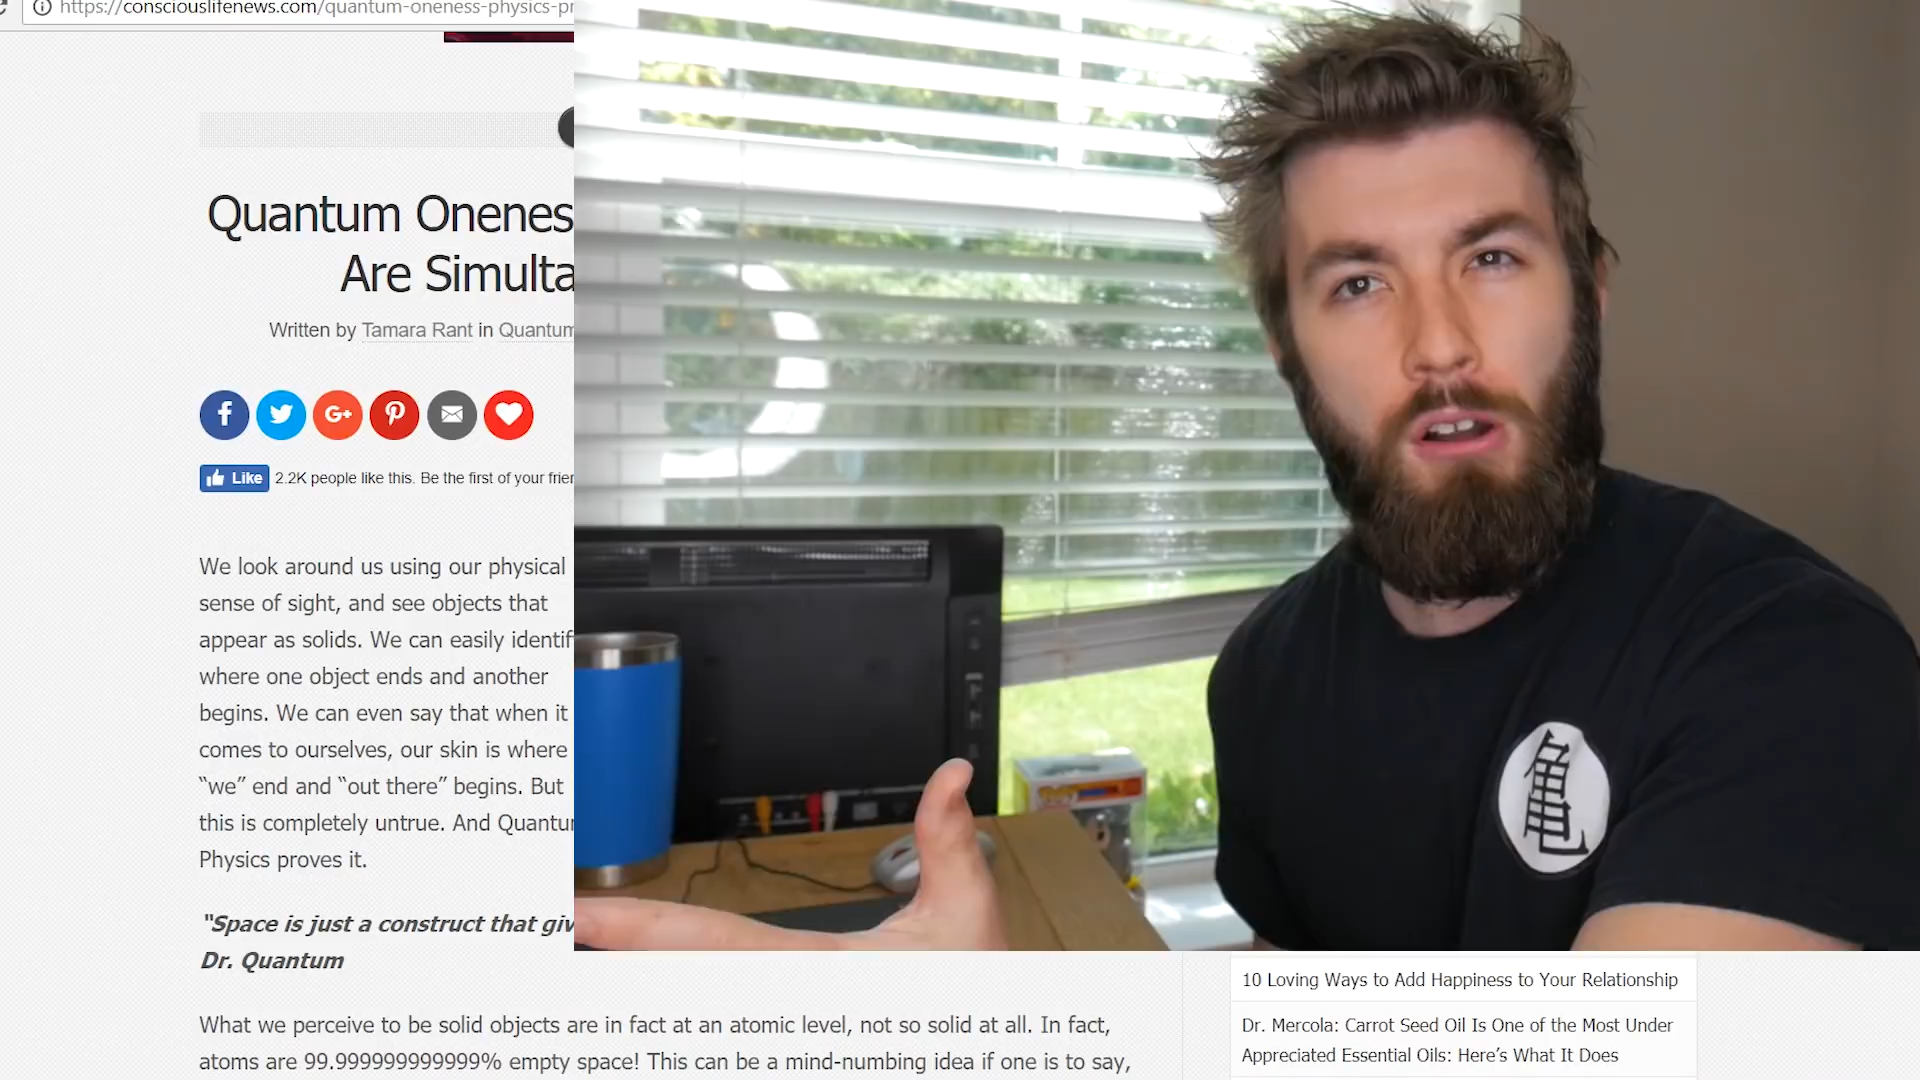 https://consciouslifenews.com/quantum-oneness-physics-pr
Quantum Oneness
Are Simulta
Written by Tamara Rant in Quantum
G+
Like 2.2K people like this. Be the first of your frien
We look around us using our physical
sense of sight, and see objects that
appear as solids. We can easily identif
where one object ends and another
begins. We can even say that when it
comes to ourselves, our skin is where
“we” end and “out there” begins. But
this is completely untrue. And Quantum
Physics proves it.
"Space is just a construct that giv
Dr. Quantum
What we perceive to be solid objects are in fact at an atomic level, not so solid at all. In fact,
atoms are 99.999999999999% empty space! This can be a mind-numbing idea if one is to say,
亀
10 Loving Ways to Add Happiness to Your Relationship
Dr. Mercola: Carrot Seed Oil Is One of the Most Under
Appreciated Essential Oils: Here’s What It Does